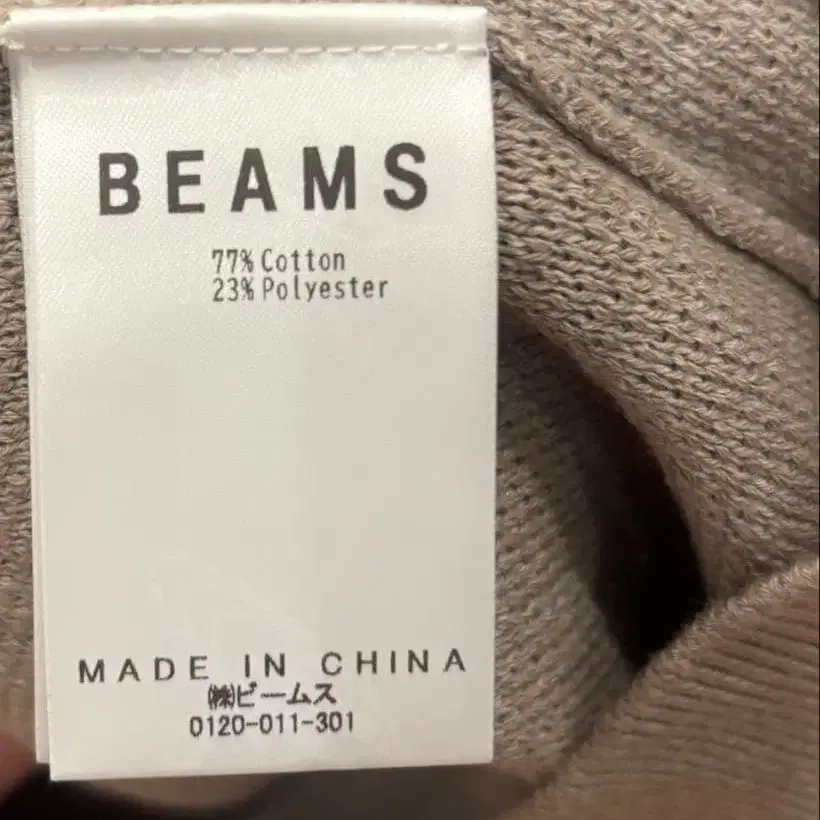 BEAMS
77% Cotton
23% Polyester
MADE IN CHINA
㈱ビームス
0120-011-301